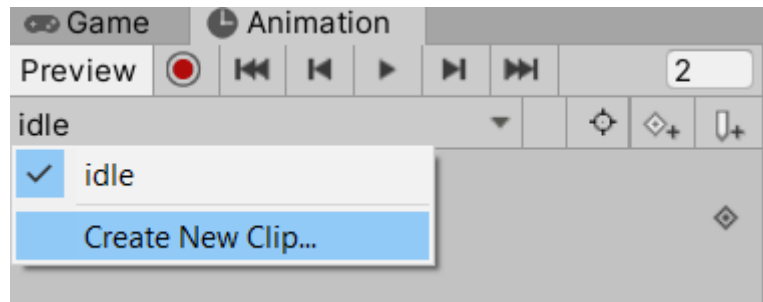 Game Animation
Preview 2
idle
idle
Create New Clip...